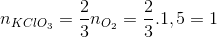 n_{KClO_3} = \frac{2}{3} n_{O_2} = \frac{2}{3} . 1, 5 = 1